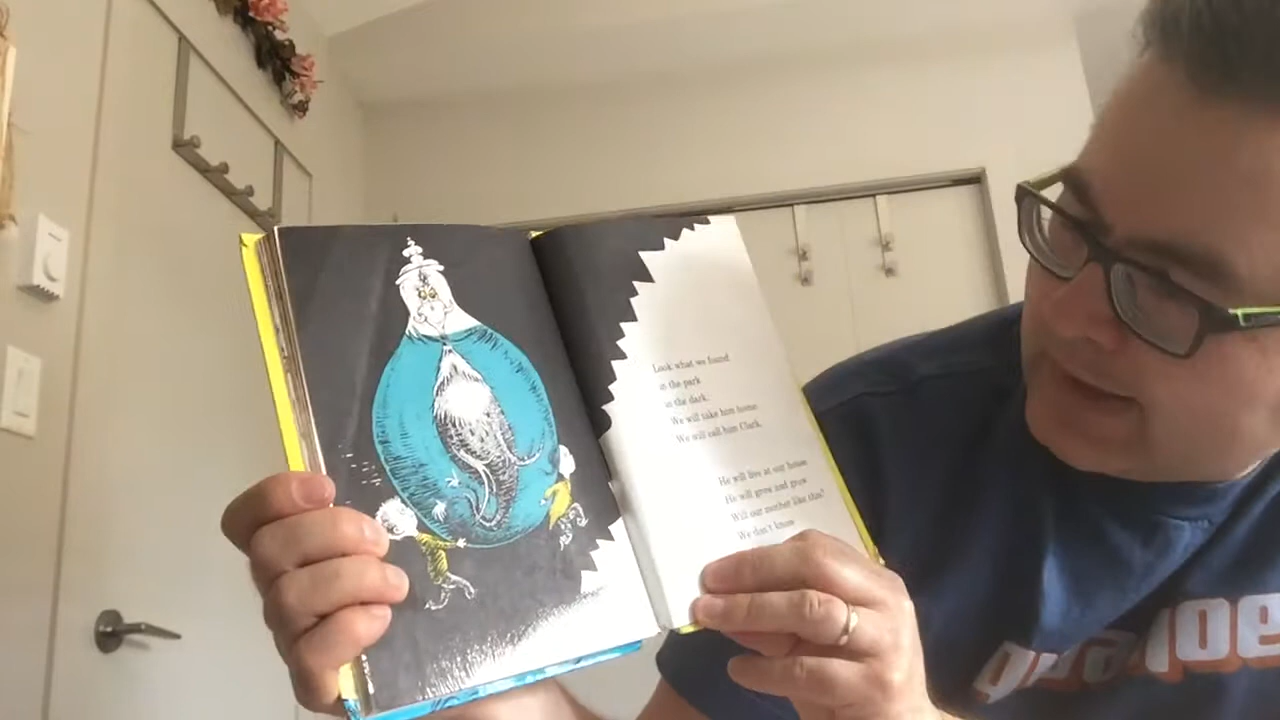 Look what we found
in the park
in the dark.
We will take him home.
We will call him Clark.
He will live at our house.
He will grow and grow.
Will our mother like this?
We don't know.